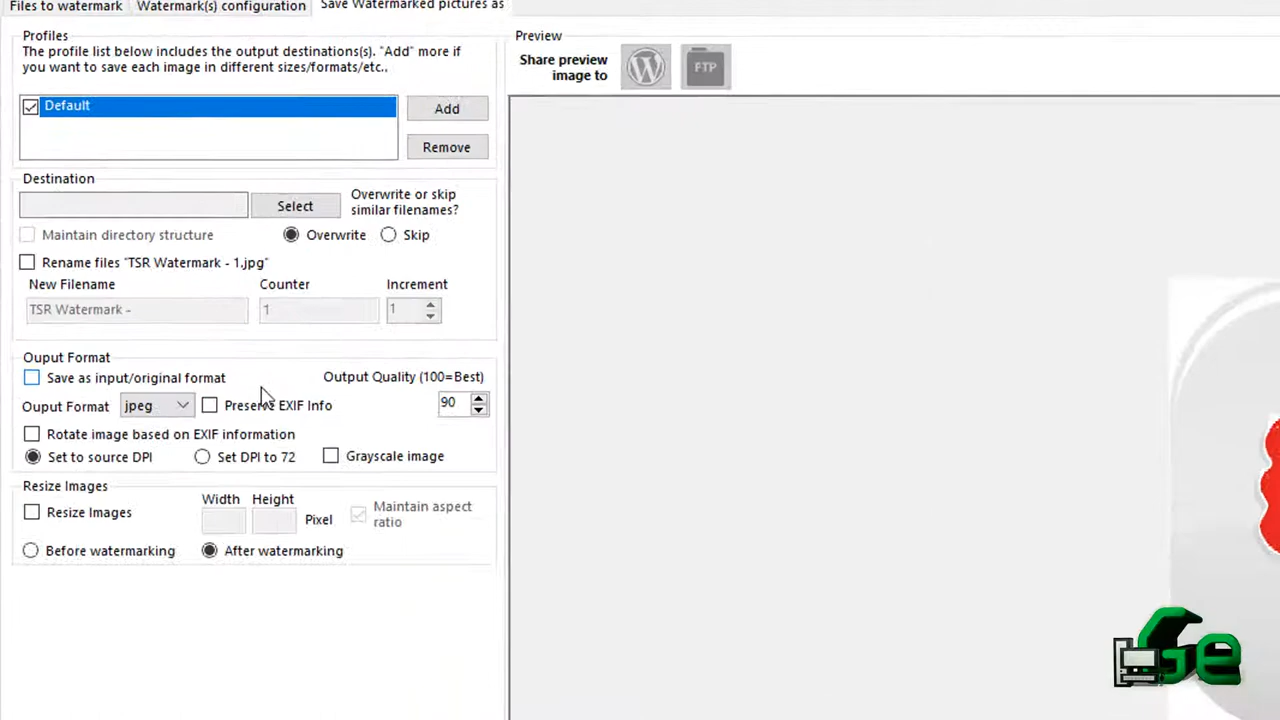 Files to watermark
Watermark(s) configuration
Save Watermarked pictures as
Profiles
The profile list below includes the output destinations(s). "Add" more if
you want to save each image in different sizes/formats/etc..
Default
Add
Remove
Destination
Select
Overwrite or skip
similar filenames?
Maintain directory structure
Overwrite
Skip
Rename files "TSR Watermark - 1.jpg"
New Filename
Counter
Increment
TSR Watermark -
1
1
Ouput Format
Save as input/original format
Output Quality (100=Best)
Ouput Format
jpeg
Preserve EXIF Info
90
Rotate image based on EXIF information
Set to source DPI
Set DPI to 72
Grayscale image
Resize Images
Width
Height
Resize Images
Pixel
Maintain aspect
ratio
Before watermarking
After watermarking
Preview
Share preview
image to
W
FTP
Ge